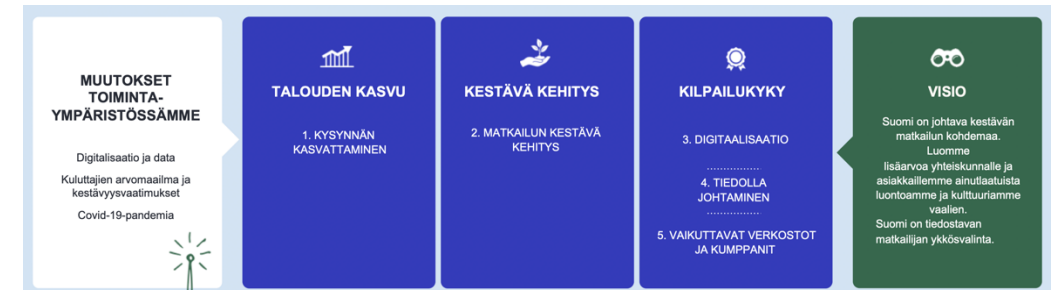 MUUTOKSET
TOIMINTA-
YMPÄRISTÖSSÄMME
Digitalisaatio ja data
Kuluttajien arvomaailma ja
kestävyysvaatimukset
Covid-19-pandemia
TALOUDEN KASVU
1. KYSYNNÄN
KASVATTAMINEN
KESTÄVÄ KEHITYS
2. MATKAILUN KESTÄVÄ
KEHITYS
KILPAILUKYKY
3. DIGITAALISAATIO
4. TIEDOLLA
JOHTAMINEN
5. VAIKUTTAVAT VERKOSTOT
JA KUMPPANIT
VISIO
Suomi on johtava kestävän
matkailun kohdemaa.
Luomme
lisäarvoa yhteiskunnalle ja
asiakkaillemme ainutlaatuista
luontoamme ja kulttuuriamme
vaalien.
Suomi on tiedostavan
matkailijan ykkösvalinta.